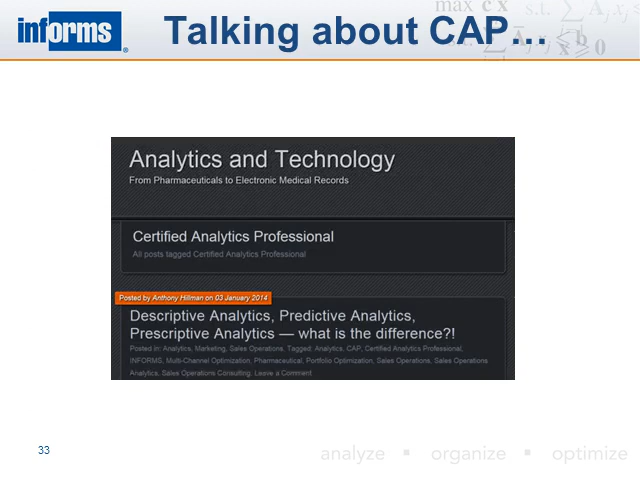 informs®
Talking about CAP…
max c x s.t. ∑ A
Analytics and Technology
From Pharmaceuticals to Electronic Medical Records
Certified Analytics Professional
All posts tagged Certified Analytics Professional
Posted by Anthony Hillman on 03 January 2014
Descriptive Analytics, Predictive Analytics,
Prescriptive Analytics — what is the difference?!
Posted in: Analytics, Marketing, Sales Operations. Tagged: Analytics, CAP, Certified Analytics Professional,
INFORMS, Multi-Channel Optimization, Pharmaceutical, Portfolio Optimization, Sales Operations, Sales Operations
Analytics, Sales Operations Consulting. Leave a Comment
33
analyze ▪ organize ▪ optimize